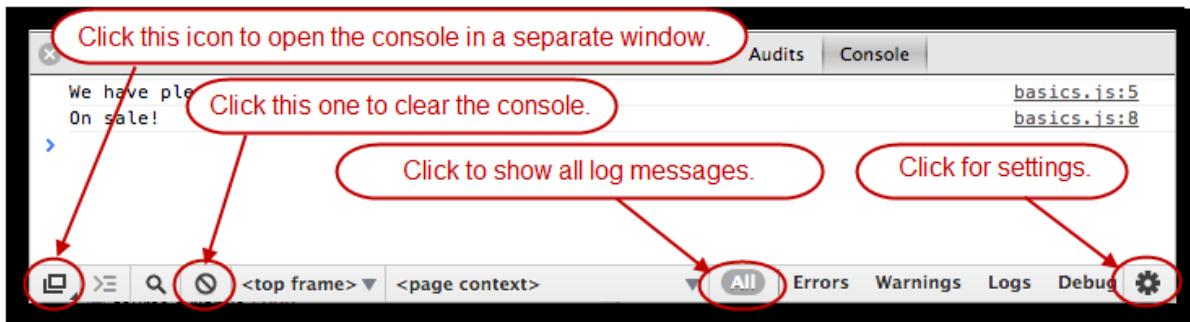 Click this icon to open the console in a separate window.
Audits
Console
We have ple
basics.js:5
Click this one to clear the console.
On sale!
basics.js:8
>
Click to show all log messages.
Click for settings.
<top frame>
<page context>
All
Errors
Warnings
Logs
Debug